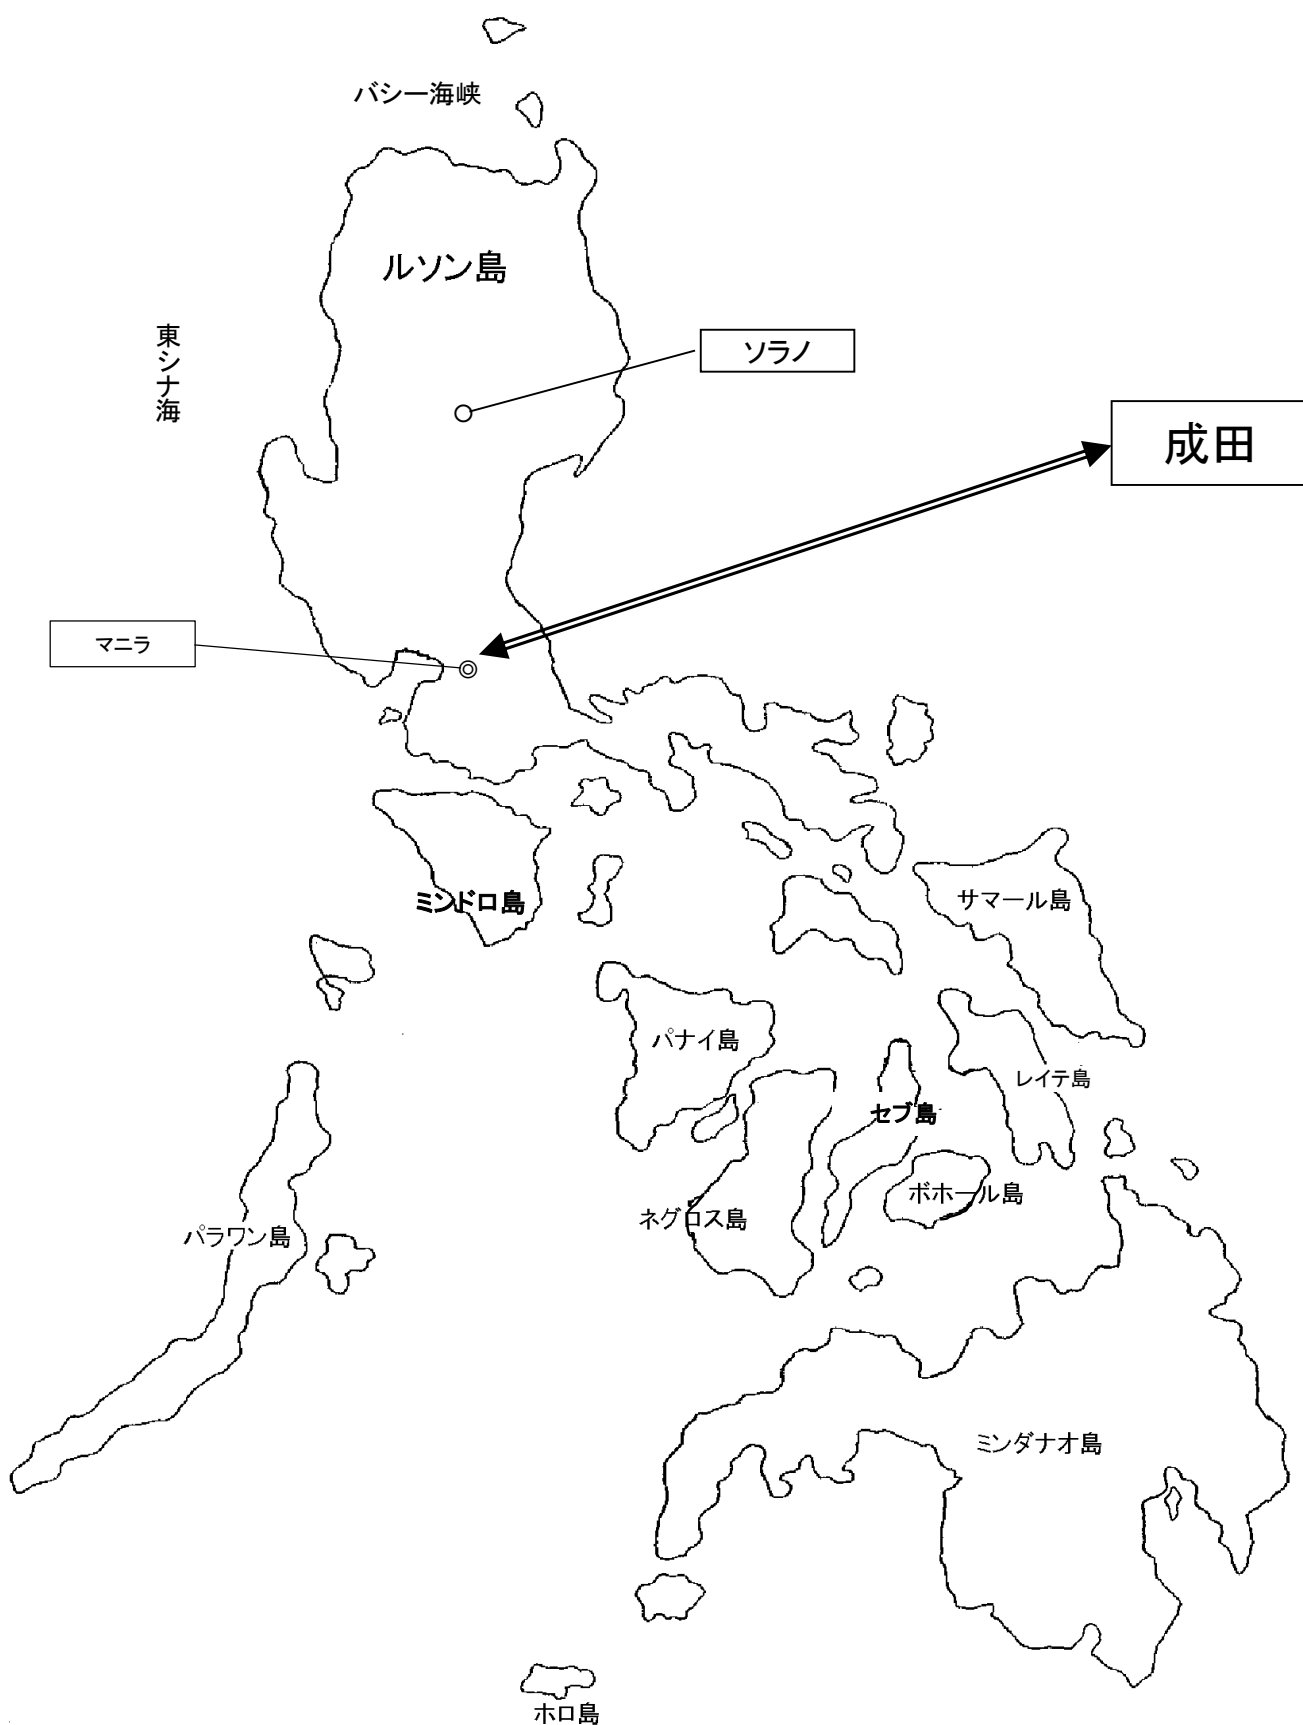 バシー海峡
ルソン島
東シナ海
ソラノ
成田
マニラ
ミンドロ島
サマール島
パナイ島
レイテ島
セブ島
ボホール島
ネグロス島
パラワン島
ミンダナオ島
ホロ島